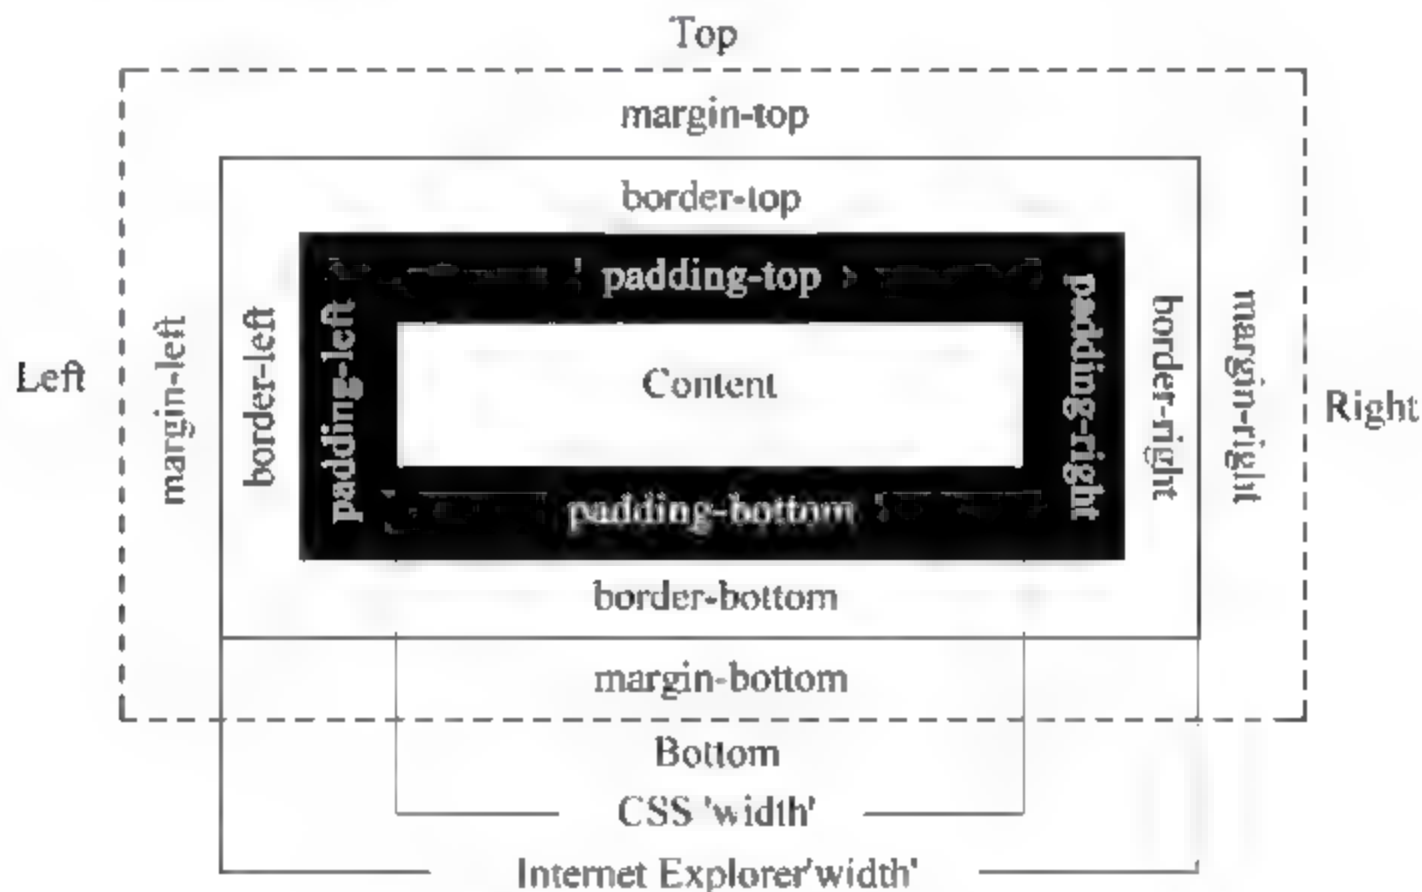 Top
margin-top
border-top
padding-top
Left
margin-left
border-left
padding-left
Content
padding-right
border-right
margin-right
Right
padding-bottom
border-bottom
margin-bottom
Bottom
CSS 'width'
Internet Explorer'width'